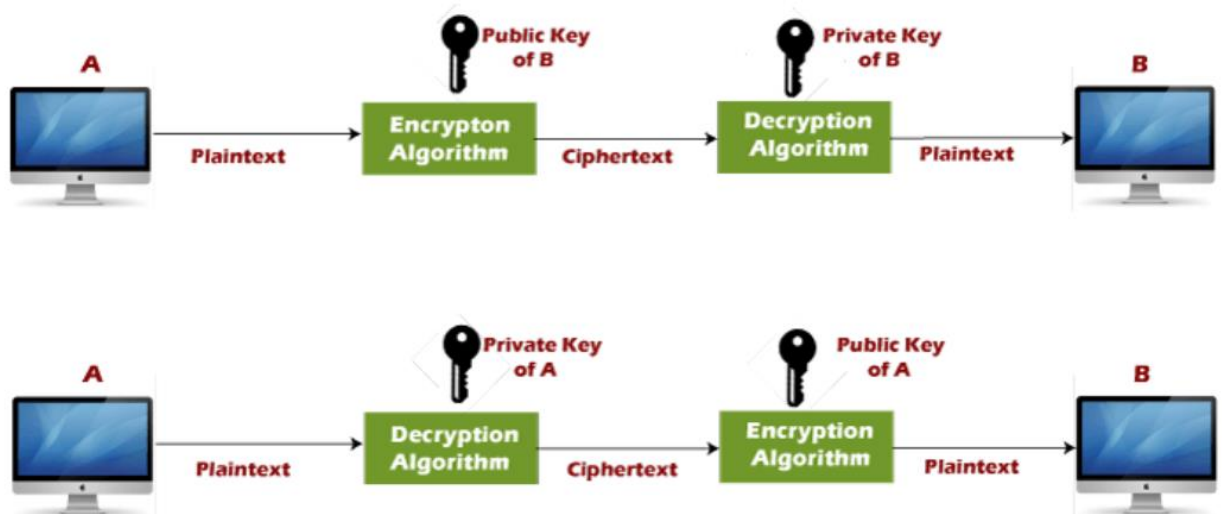 Public Key
of B
Private Key
of B
A
B
Encrypton
Algorithm
Decryption
Algorithm
Plaintext
Ciphertext
Plaintext
Private Key
of A
Public Key
of A
A
B
Decryption
Algorithm
Encryption
Algorithm
Plaintext
Ciphertext
Plaintext